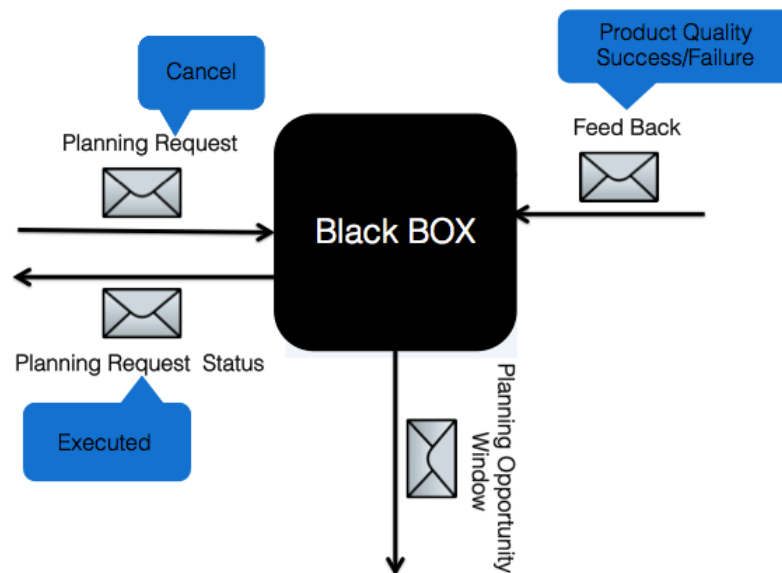 Product Quality
Success/Failure
Cancel
Feed Back
Planning Request
Black BOX
Planning Request Status
Executed
Planning Opportunity
Window